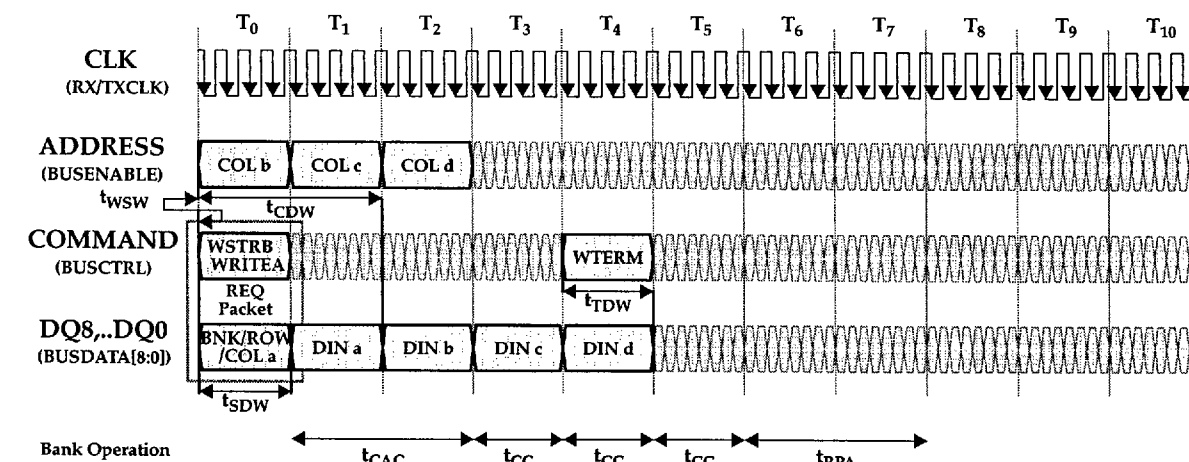 T0 T1 T2 T3 T4 T5 T6 T7 T8 T9 T10
CLK
(RX/TXCLK)
ADDRESS
(BUSENABLE)
COL b COL c COL d
tWSW
tCDW
COMMAND
(BUSCTRL)
WSTRB
WRITEA
WTERM
REQ
Packet
tTDW
DQ8,..DQ0
(BUSDATA[8:0])
BNK/ROW
/COL a
DIN a DIN b DIN c DIN d
tSDW
Bank Operation
tCAC tCC tCC tCC tRPA